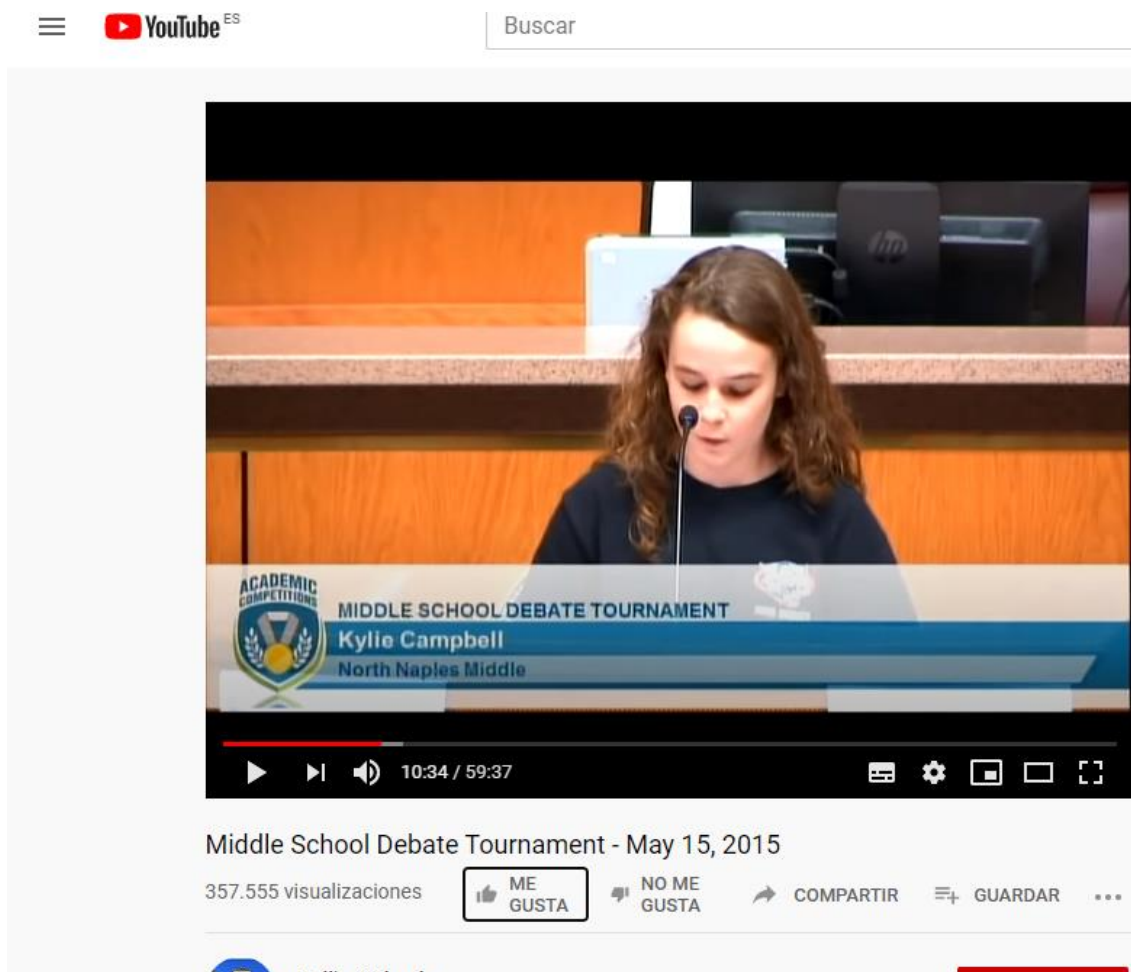 YouTube ES
Buscar
hp
ACADEMIC
COMPETITIONS
MIDDLE SCHOOL DEBATE TOURNAMENT
Kylie Campbell
North Naples Middle
10:34 / 59:37
Middle School Debate Tournament - May 15, 2015
357.555 visualizaciones
ME
GUSTA
NO ME
GUSTA
COMPARTIR
GUARDAR